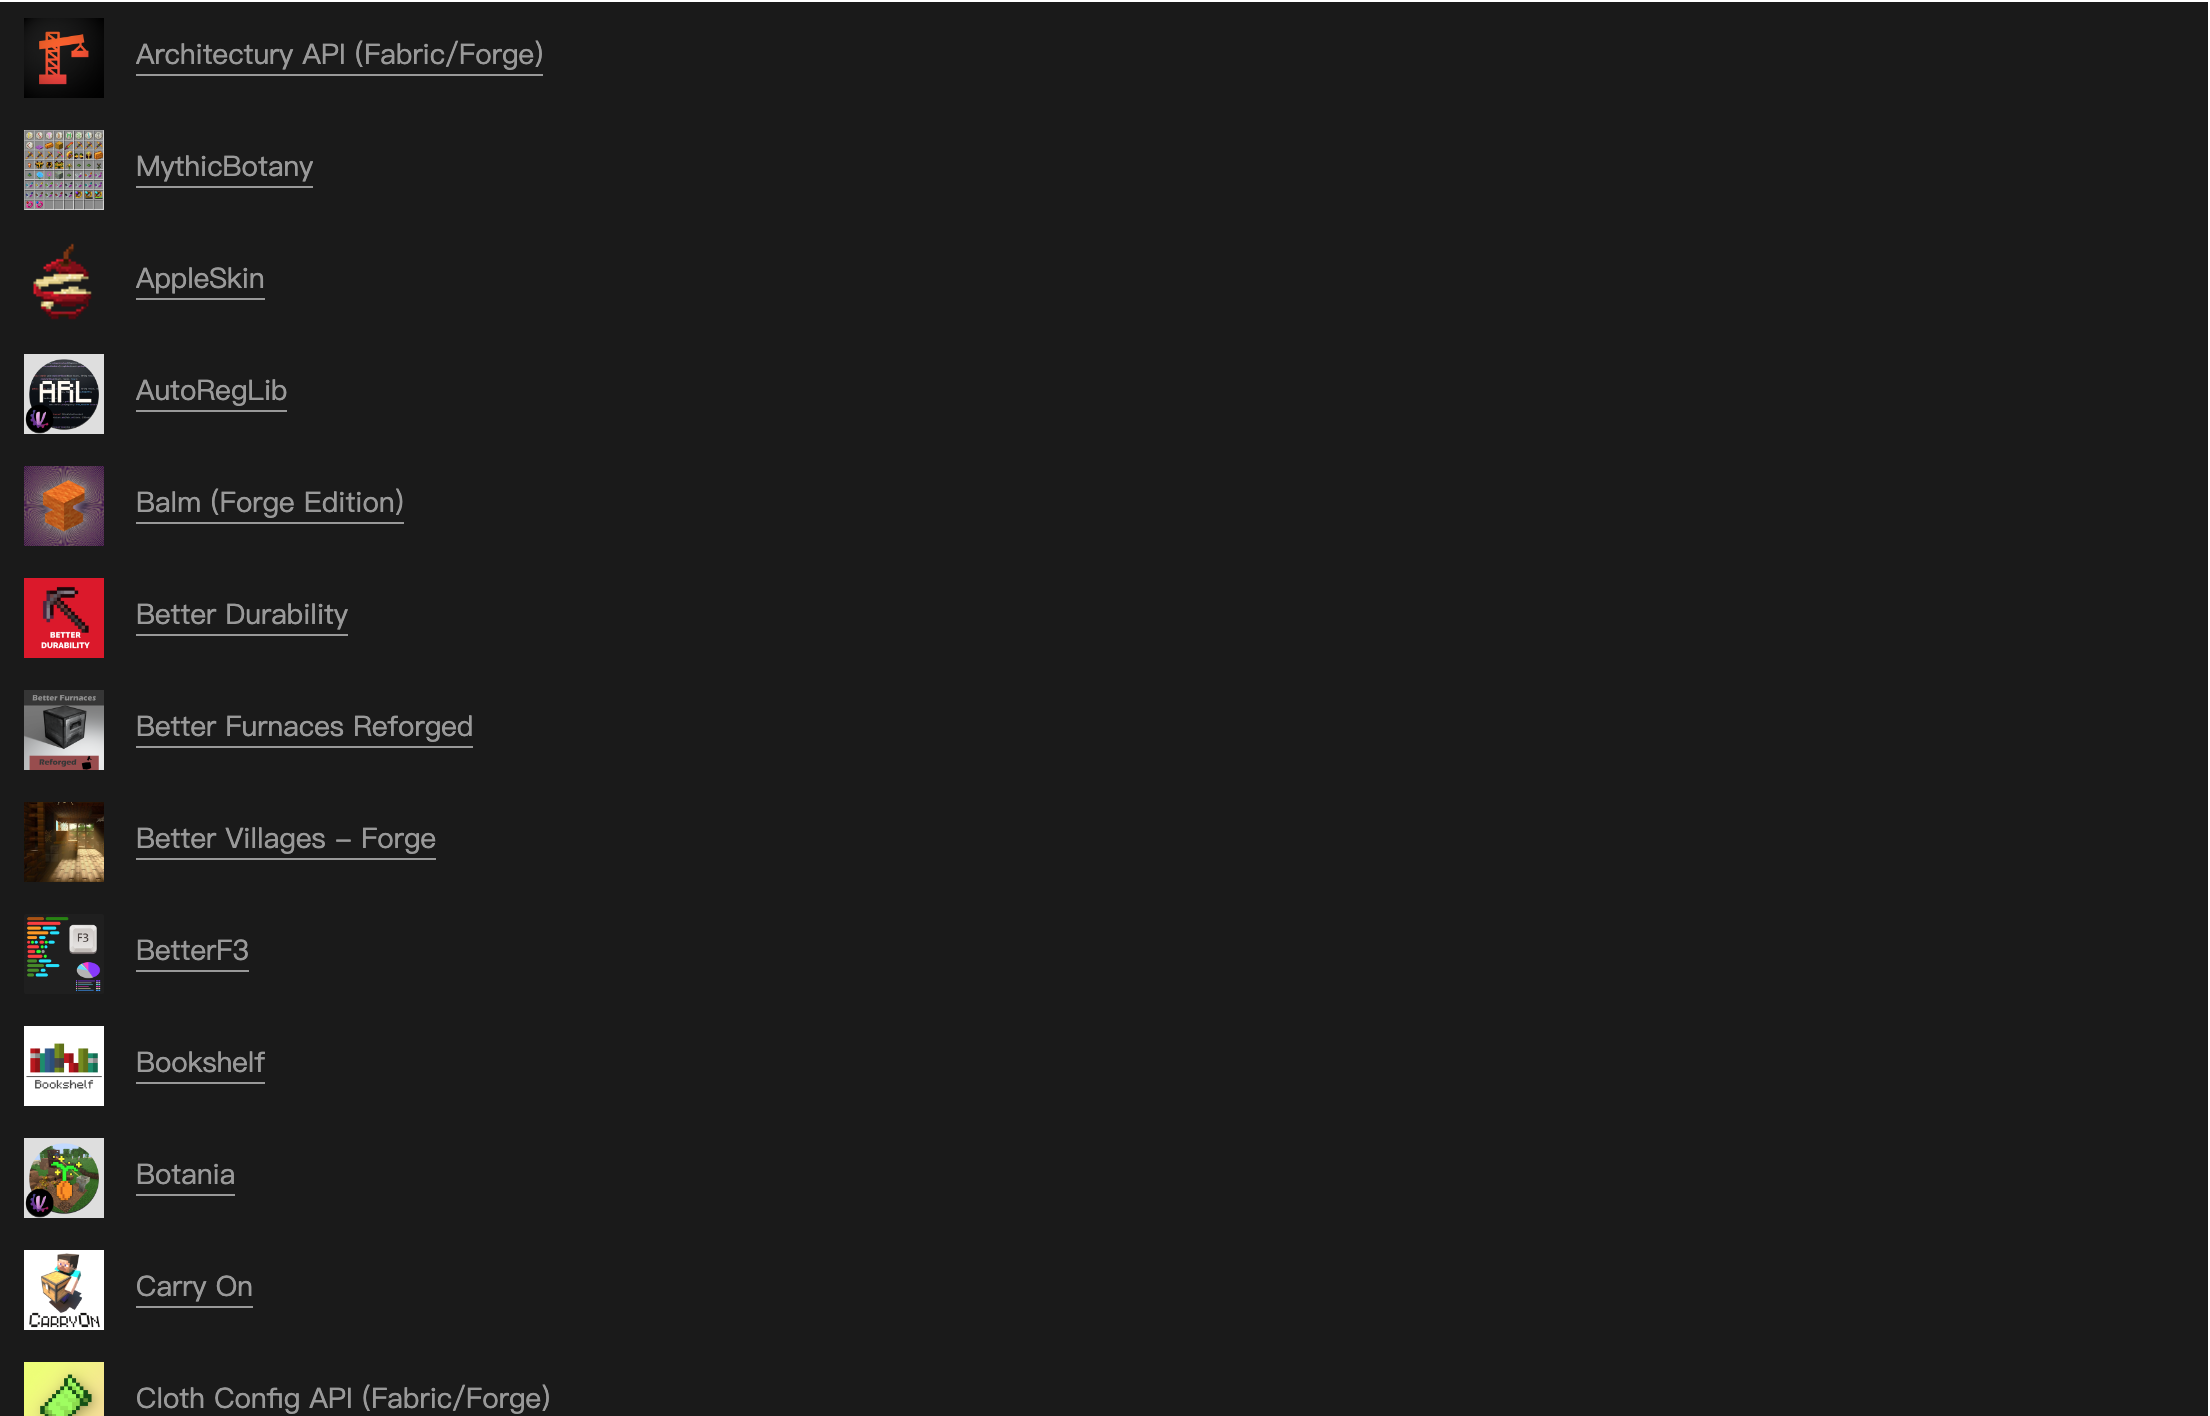 Architectury API (Fabric/Forge)
MythicBotany
AppleSkin
ARL
AutoRegLib
Balm (Forge Edition)
BETTER
DURABILITY
Better Durability
Better Furnaces
Reforged
Better Furnaces Reforged
Better Villages – Forge
F3
BetterF3
Bookshelf
Bookshelf
Botania
CARRYON
Carry On
Cloth Config API (Fabric/Forge)